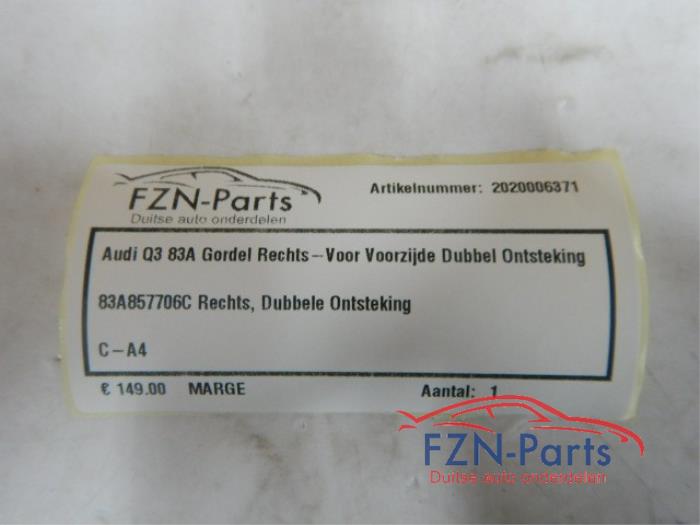 FZN-Parts
Duitse auto onderdelen
Artikelnummer: 2020006371
Audi Q3 83A Gordel Rechts-Voor Voorzijde Dubbel Ontsteking
83A857706C Rechts, Dubbele Ontsteking
C-A4
€ 149.00 MARGE Aantal: 1
FZN-Parts
Duitse auto onderdelen